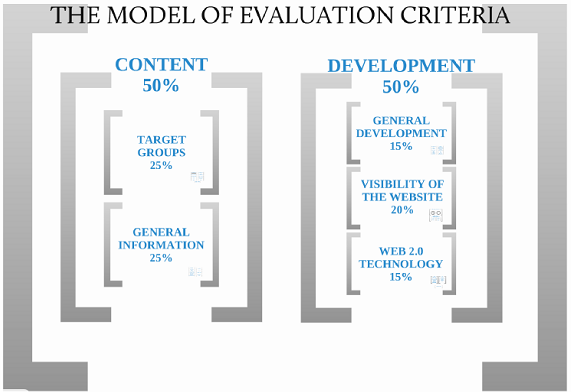 THE MODEL OF EVALUATION CRITERIA
CONTENT
50%
TARGET
GROUPS
25%
GENERAL
INFORMATION
25%
DEVELOPMENT
50%
GENERAL
DEVELOPMENT
15%
VISIBILITY OF
THE WEBSITE
20%
WEB 2.0
TECHNOLOGY
15%